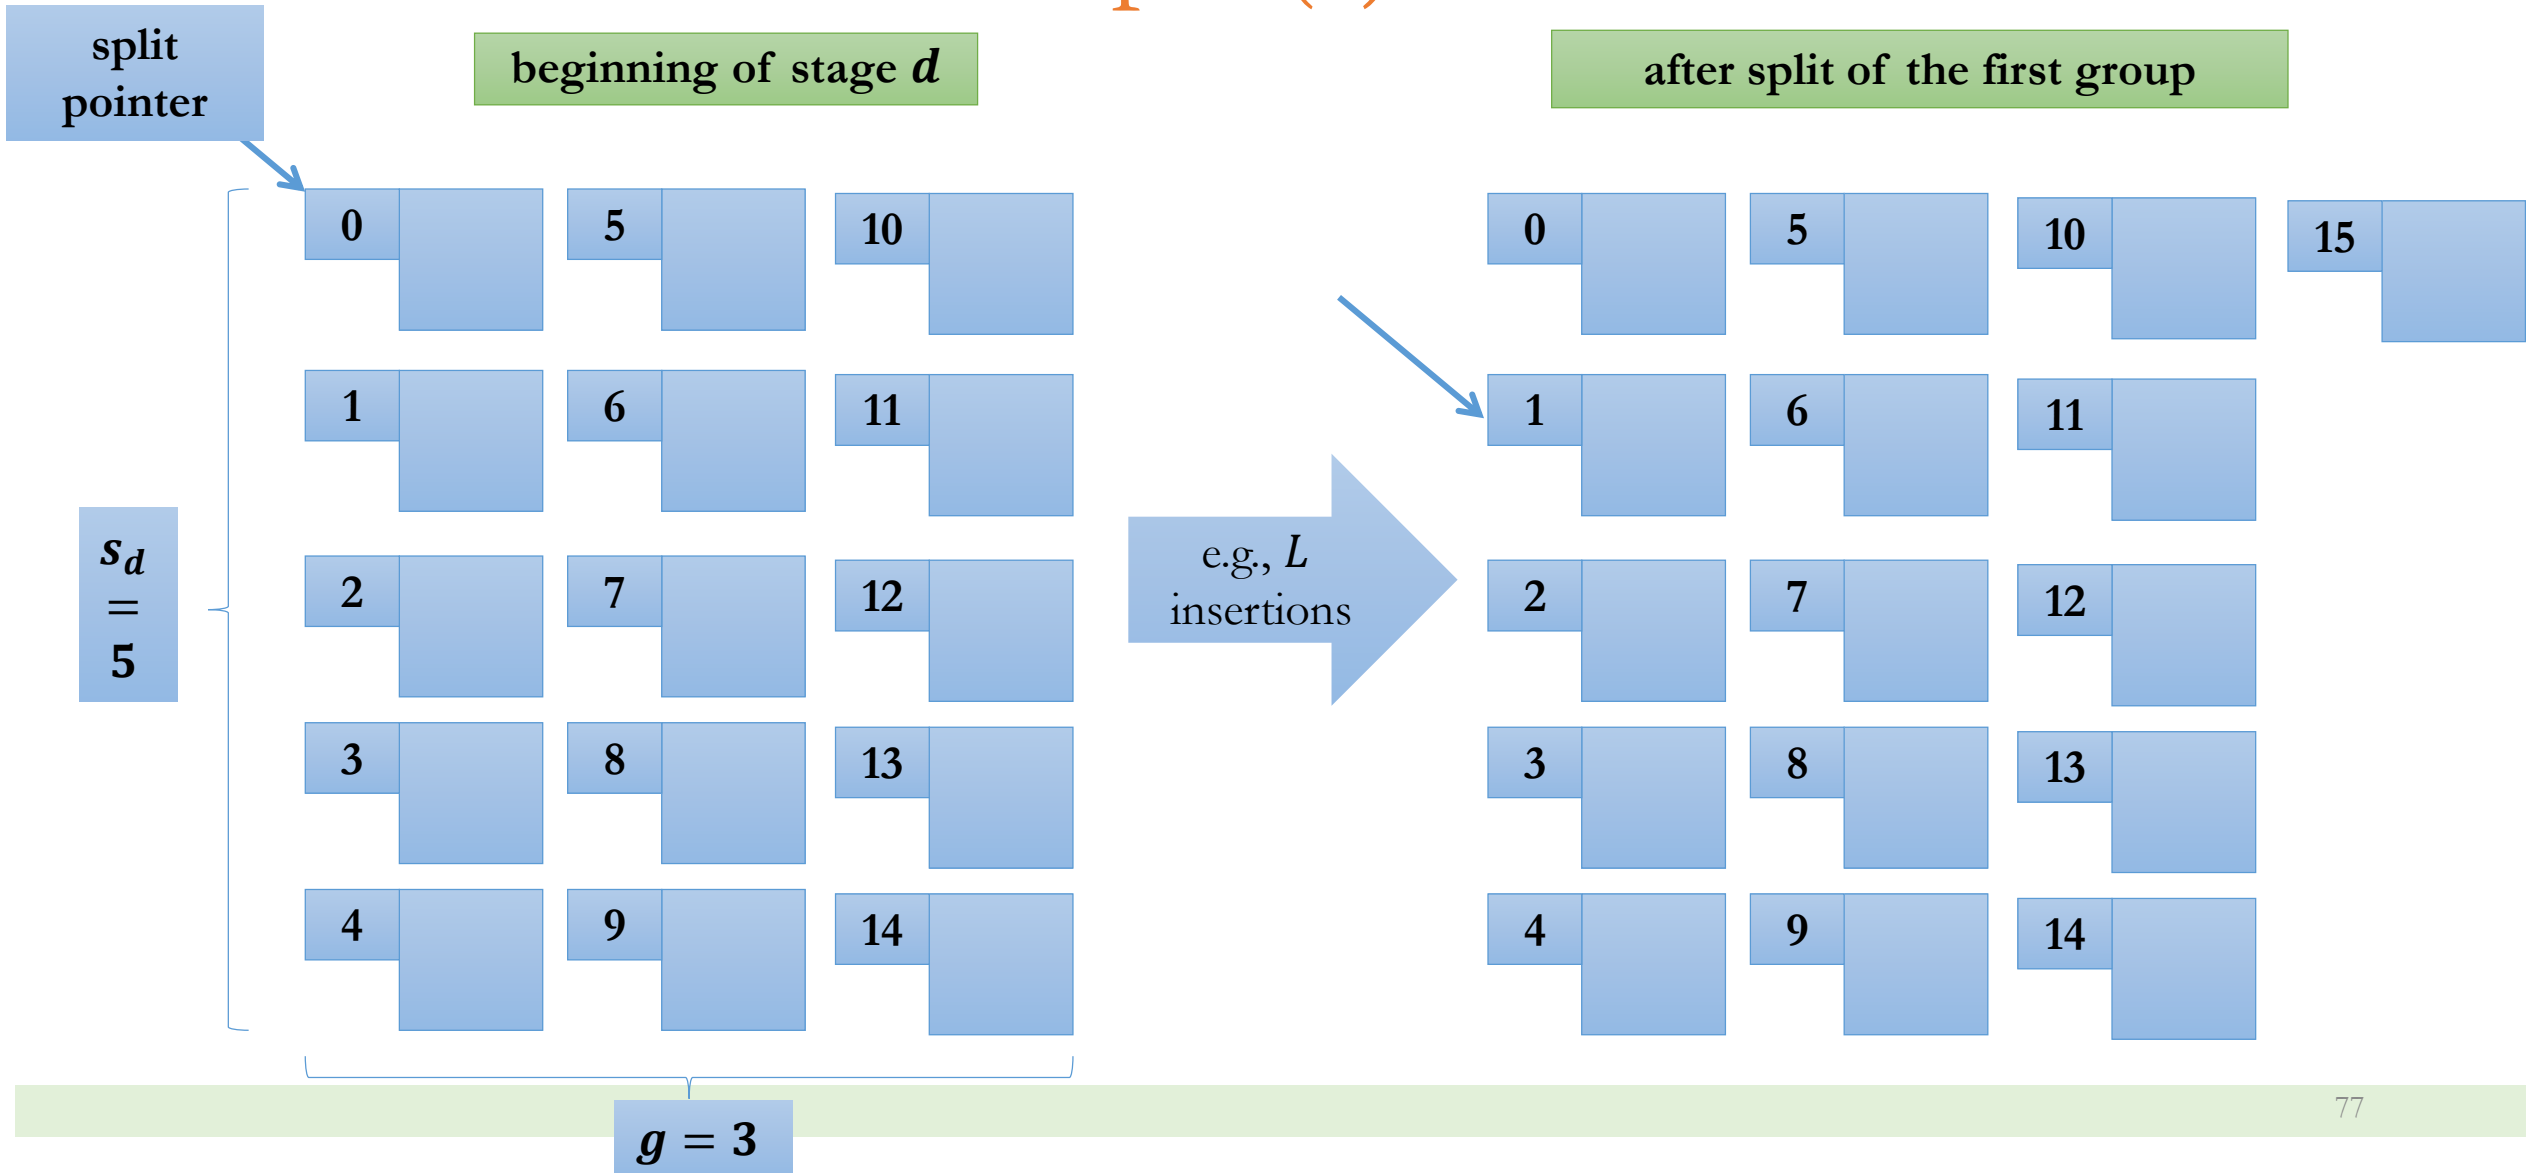 split
pointer
beginning of stage d
after split of the first group
0 5 10
1 6 11
2 7 12
3 8 13
4 9 14
s_d
=
5
g = 3
e.g., L
insertions
0 5 10 15
1 6 11
2 7 12
3 8 13
4 9 14
77